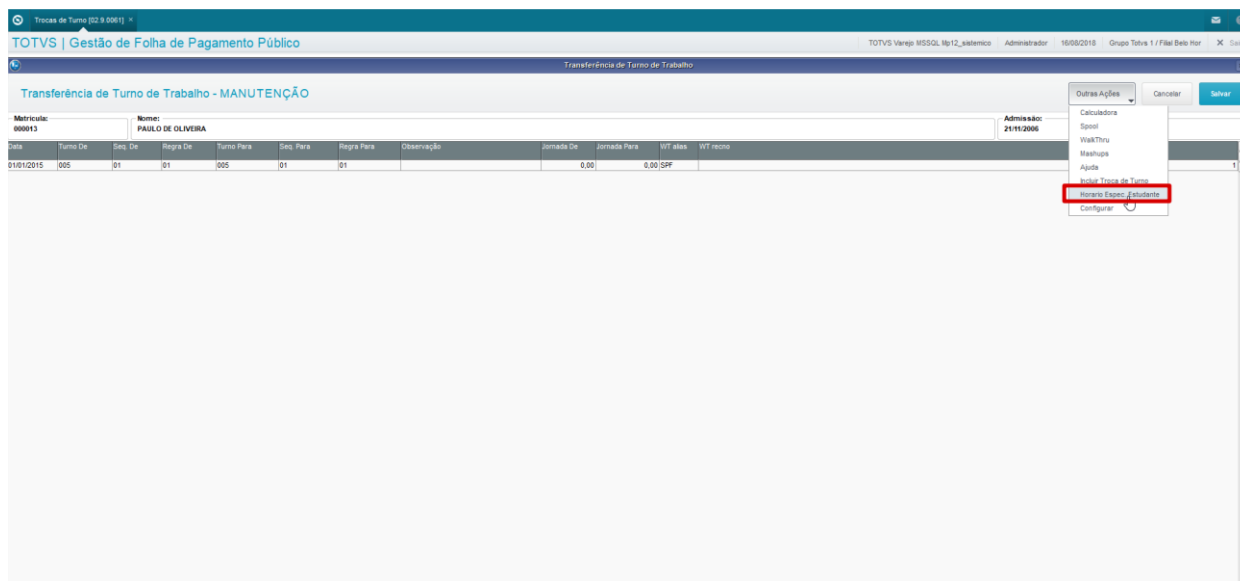 Trocas de Turno [02.9.0061] ×
TOTVS | Gestão de Folha de Pagamento Público
TOTVS Varejo MSSQL Mp12_sistemico Administrador 16/08/2018 Grupo Totvs 1 / Filial Belo Hor X Sai
Transferência de Turno de Trabalho
Transferência de Turno de Trabalho - MANUTENÇÃO
Outras Ações Cancelar Salvar
Matrícula: Nome: Admissão:
000013 PAULO DE OLIVEIRA 21/11/2006
Data Turno De Seq. De Regra De Turno Para Seq. Para Regra Para Observação Jornada De Jornada Para WT alias WT recno
01/01/2015 005 01 01 005 01 01 0,00 0,00 SPF 1
Calculadora
Spool
WalkThru
Mashups
Ajuda
Incluir Troca de Turno
Horario Espec. Estudante
Configurar